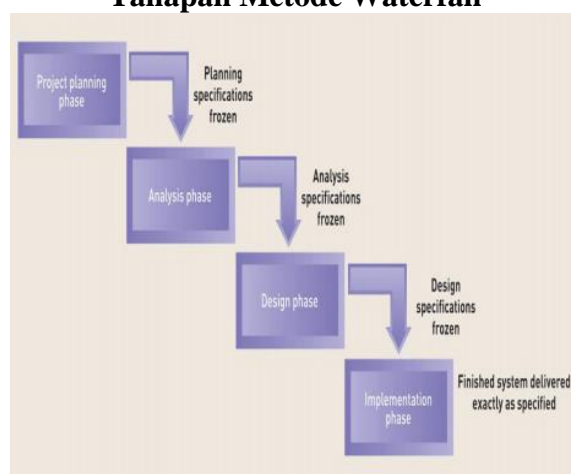 Tahapan Metode Waterfall
Project planning
phase
Planning
specifications
frozen
Analysis phase
Analysis
specifications
frozen
Design phase
Design
specifications
frozen
Implementation
phase
Finished system delivered
exactly as specified